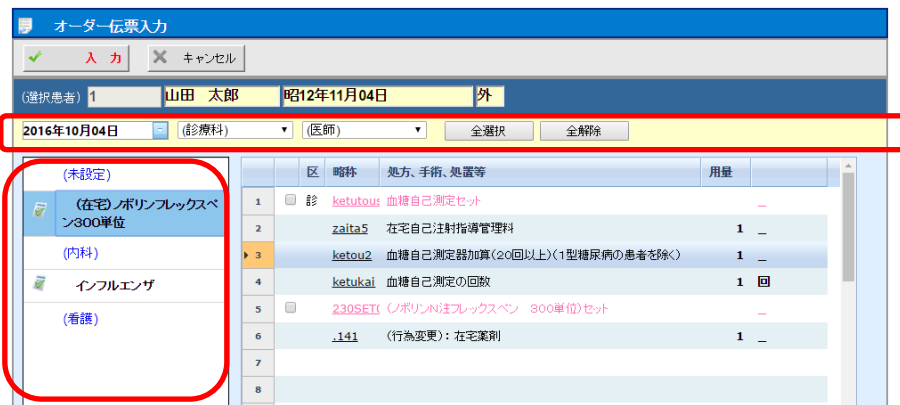 オーダー伝票入力
入 力 キャンセル
(選択患者) 1 山田 太郎 昭12年11月04日 外
2016年10月04日 (診療科) (医師) 全選択 全解除
(未設定)
(在宅)ノボリンフレックスペ
ン300単位
(内科)
インフルエンザ
(看護)
区 略称 処方、手術、処置等 用量
1 診 ketutous 血糖自己測定セット _
2 zaita5 在宅自己注射指導管理料 1 _
3 ketou2 血糖自己測定器加算(20回以上)(1型糖尿病の患者を除く) 1 _
4 ketukai 血糖自己測定の回数 1 回
5 230SET( (ノボリンN注フレックスペン 300単位)セット _
6 .141 (行為変更):在宅薬剤 1 _
7
8